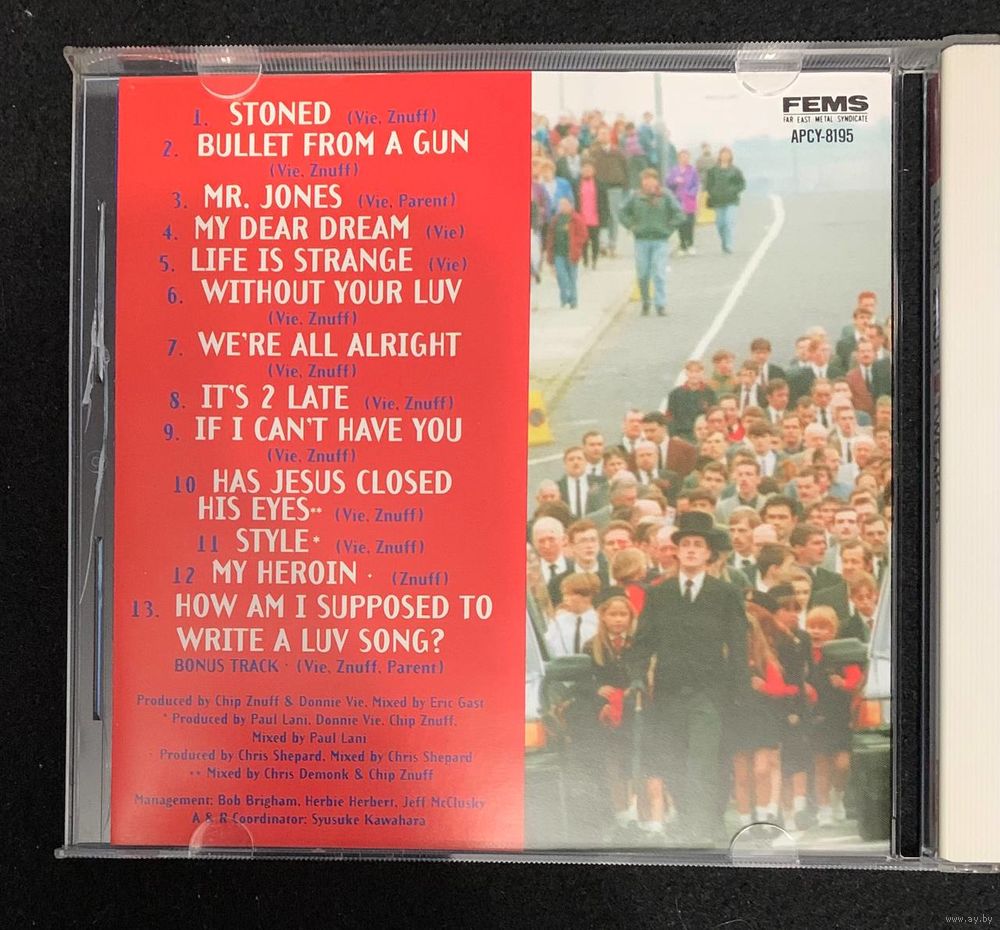 1. STONED (Vie, Znuff)
2. BULLET FROM A GUN
(Vie, Znuff)
3. MR. JONES (Vie, Parent)
4. MY DEAR DREAM (Vie)
5. LIFE IS STRANGE (Vie)
6. WITHOUT YOUR LUV
(Vie, Znuff)
7. WE'RE ALL ALRIGHT
(Vie, Znuff)
8. IT'S 2 LATE (Vie, Znuff)
9. IF I CAN'T HAVE YOU
(Vie, Znuff)
10 HAS JESUS CLOSED
HIS EYES** (Vie, Znuff)
11 STYLE* (Vie, Znuff)
12 MY HEROIN · (Znuff)
13. HOW AM I SUPPOSED TO
WRITE A LUV SONG?
BONUS TRACK · (Vie, Znuff, Parent)
Produced by Chip Znuff & Donnie Vie, Mixed by Eric Gast
* Produced by Paul Lani, Donnie Vie, Chip Znuff,
Mixed by Paul Lani
· Produced by Chris Shepard, Mixed by Chris Shepard
** Mixed by Chris Demonk & Chip Znuff
Management: Bob Brigham, Herbie Herbert, Jeff McClusky
A & R Coordinator: Syusuke Kawahara
FEMS
FAR EAST METAL SYNDICATE
APCY-8195
www.ay.by